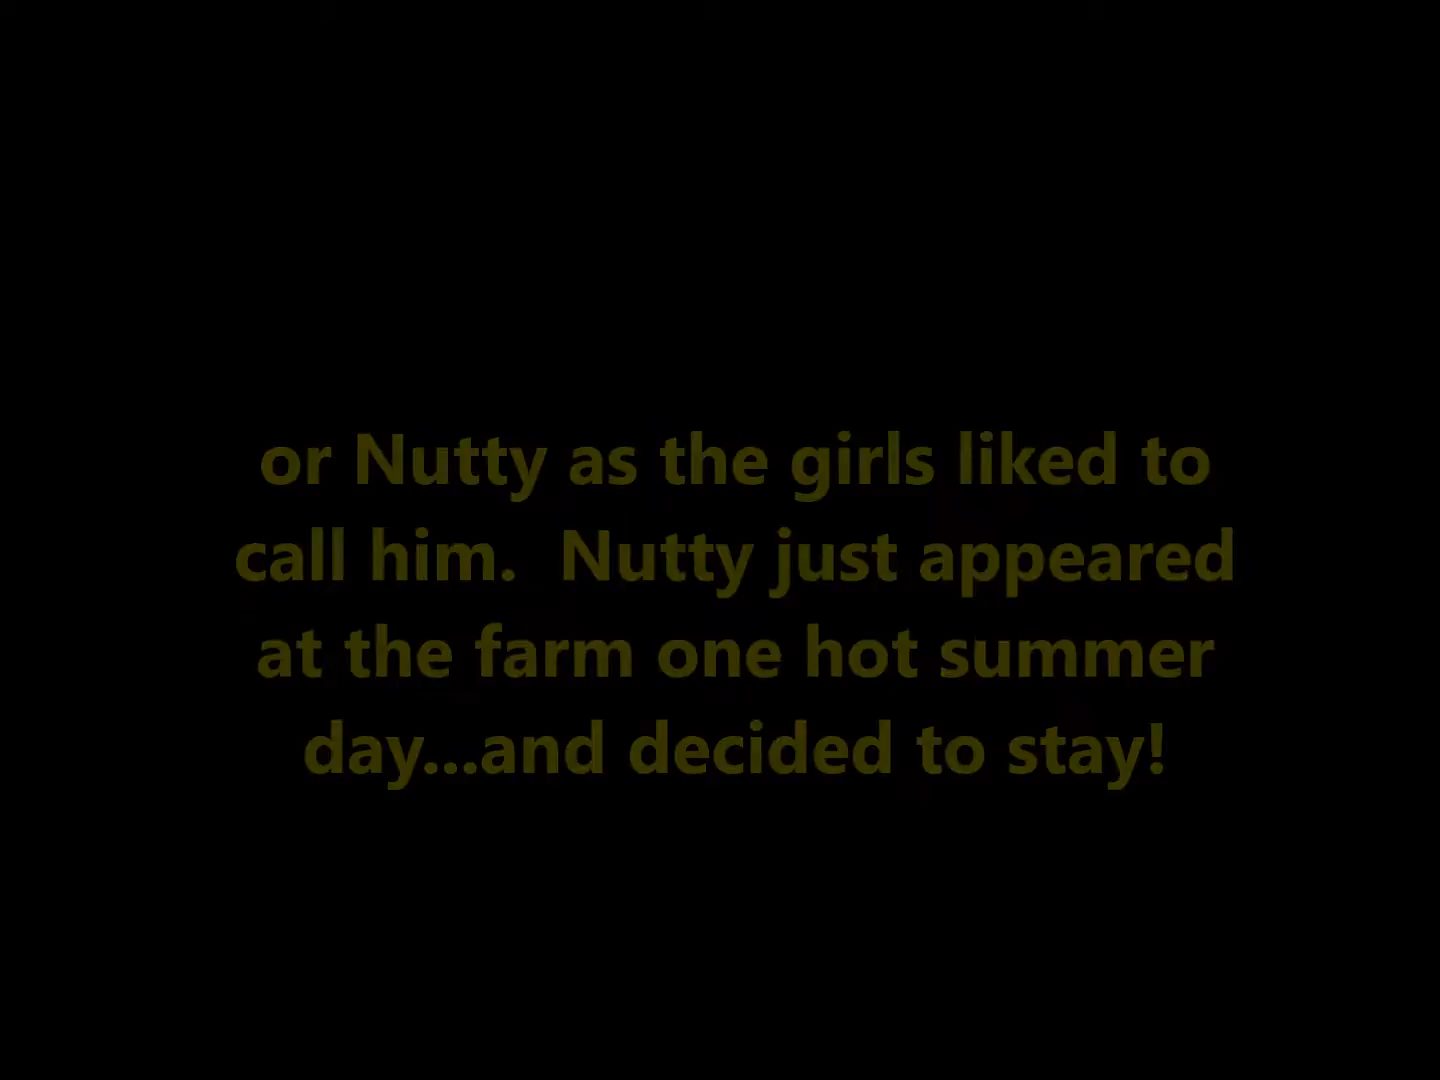 or Nutty as the girls liked to
call him.  Nutty just appeared
at the farm one hot summer
day...and decided to stay!